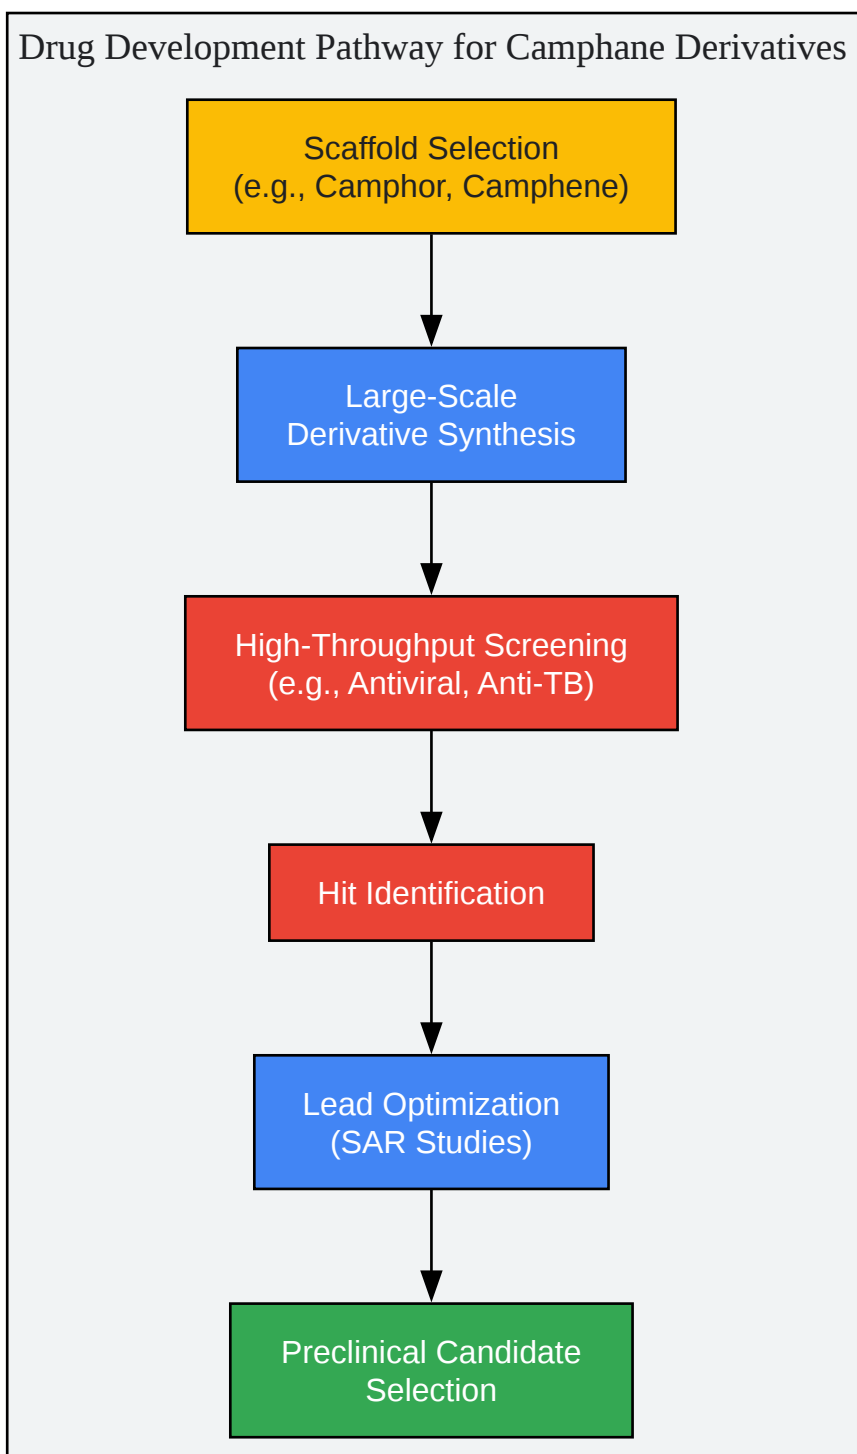 Drug Development Pathway for Camphane Derivatives
Scaffold Selection
(e.g., Camphor, Camphene)
Large-Scale
Derivative Synthesis
High-Throughput Screening
(e.g., Antiviral, Anti-TB)
Hit Identification
Lead Optimization
(SAR Studies)
Preclinical Candidate
Selection